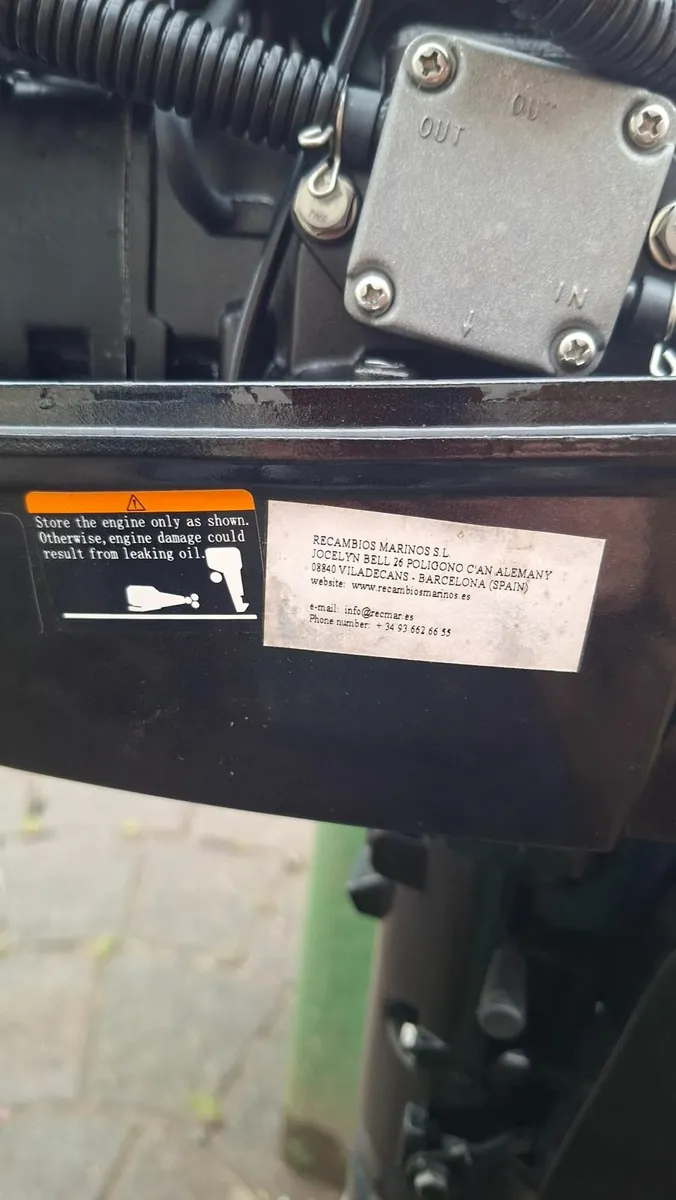 OUT
OUT
IN
Store the engine only as shown.
Otherwise,engine damage could
result from leaking oil.
RECAMBIOS MARINOS S.L.
JOCELYN BELL 26 POLIGONO C'AN ALEMANY
08840 VILADECANS - BARCELONA (SPAIN)
website: www.recambiosmarinos.es
e-mail: info@recmar.es
Phone number: + 34 93 662 66 55